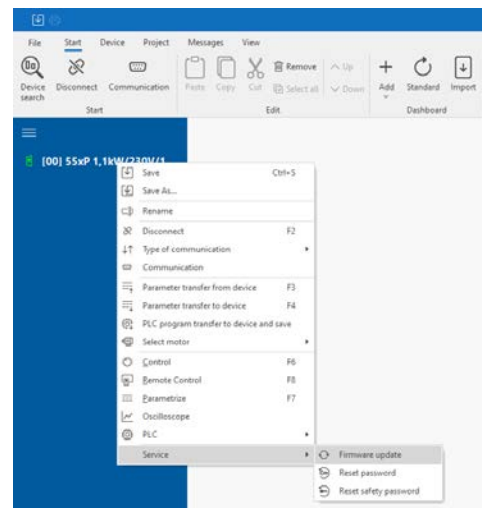 File Start Device Project Messages View
Device search
Disconnect
Communication
Paste
Copy
Cut
Remove
Select all
Up
Down
Add
Standard
Import
Start
Edit
Dashboard
[00] 55xP 1,1kW/230V/1...
Save Ctrl+S
Save As...
Rename
Disconnect F2
Type of communication
Communication
Parameter transfer from device F3
Parameter transfer to device F4
PLC program transfer to device and save
Select motor
Control F6
Remote Control F8
Parametrize F7
Oscilloscope
PLC
Service
Firmware update
Reset password
Reset safety password